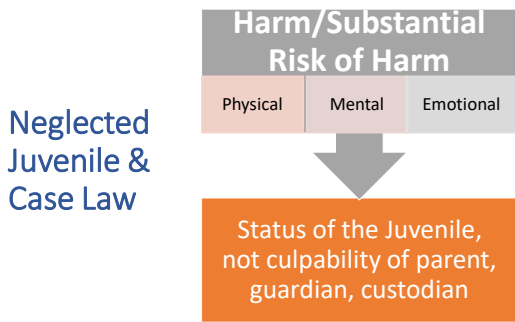 Harm/Substantial
Risk of Harm
Physical
Mental
Emotional
Neglected
Juvenile &
Case Law
Status of the Juvenile,
not culpability of parent,
guardian, custodian